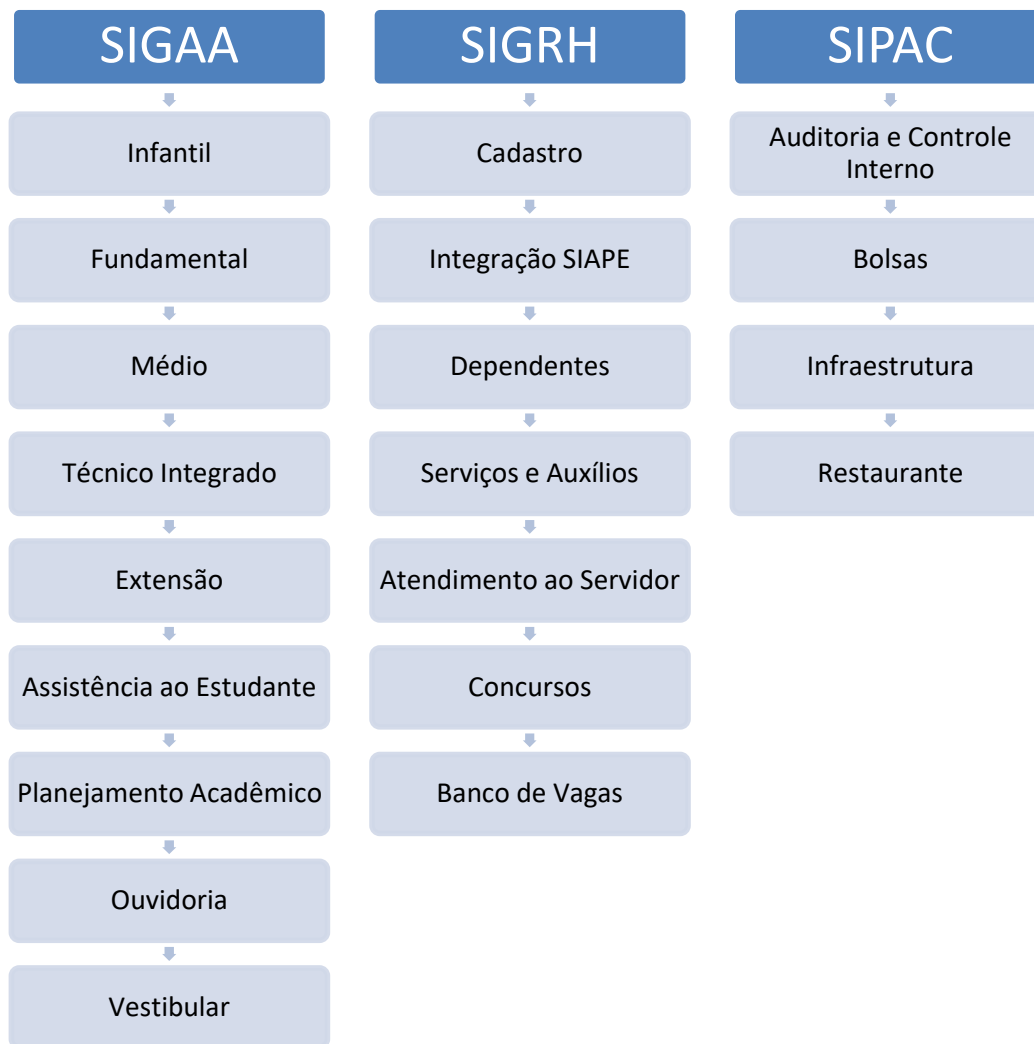 SIGAA
Infantil
Fundamental
Médio
Técnico Integrado
Extensão
Assistência ao Estudante
Planejamento Acadêmico
Ouvidoria
Vestibular
SIGRH
Cadastro
Integração SIAPE
Dependentes
Serviços e Auxílios
Atendimento ao Servidor
Concursos
Banco de Vagas
SIPAC
Auditoria e Controle
Interno
Bolsas
Infraestrutura
Restaurante